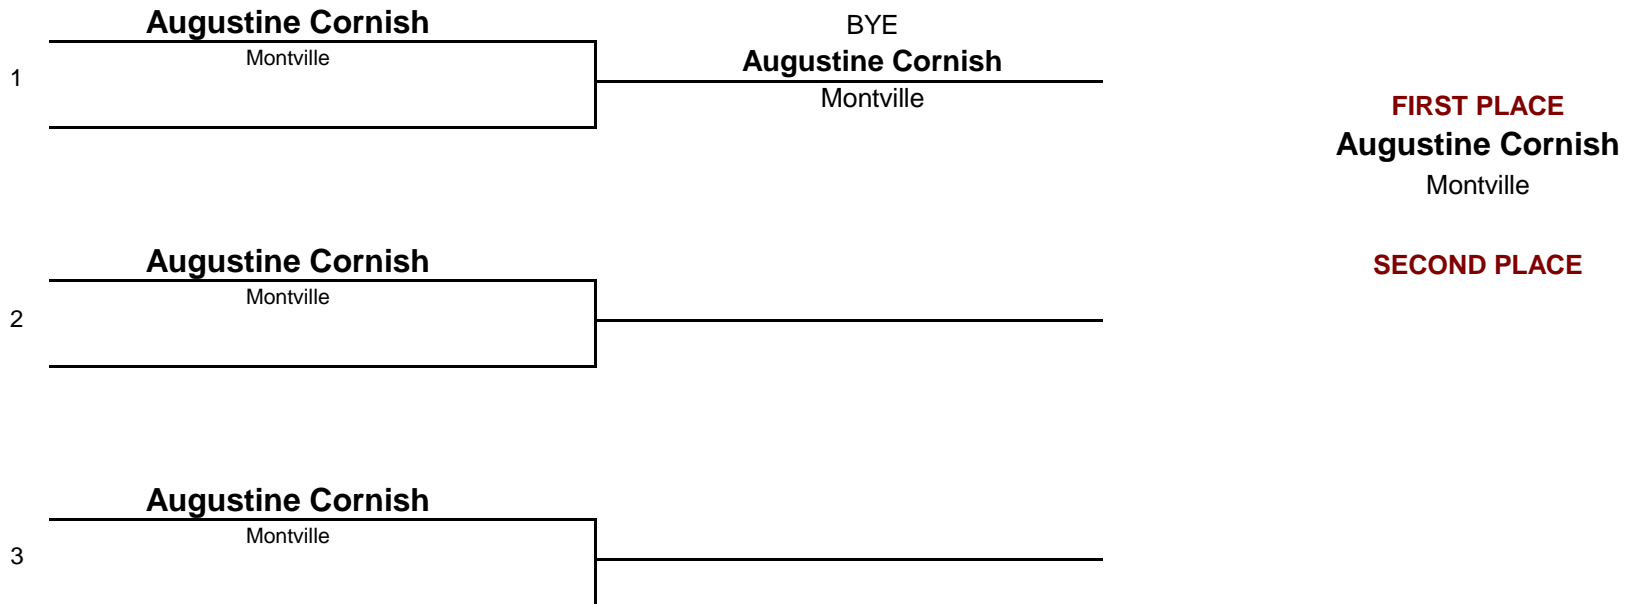 Augustine Cornish
Montville
1
BYE
Augustine Cornish
Montville
FIRST PLACE
Augustine Cornish
Montville
Augustine Cornish
Montville
2
SECOND PLACE
Augustine Cornish
Montville
3